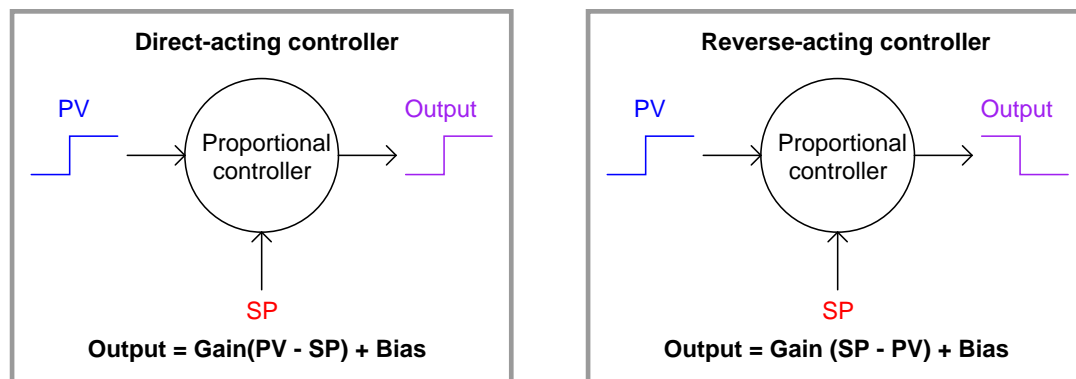 Direct-acting controller
PV
Output
Proportional
controller
SP
Output = Gain(PV - SP) + Bias
Reverse-acting controller
PV
Output
Proportional
controller
SP
Output = Gain (SP - PV) + Bias